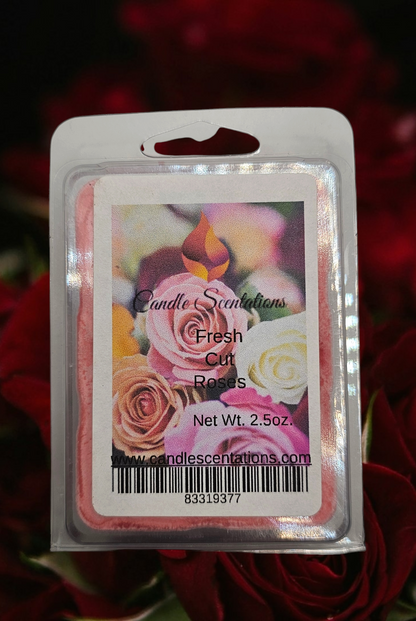 Candle Scentations
Fresh
Cut
Roses
Net Wt. 2.5oz.
www.candlescentations.com
83319377